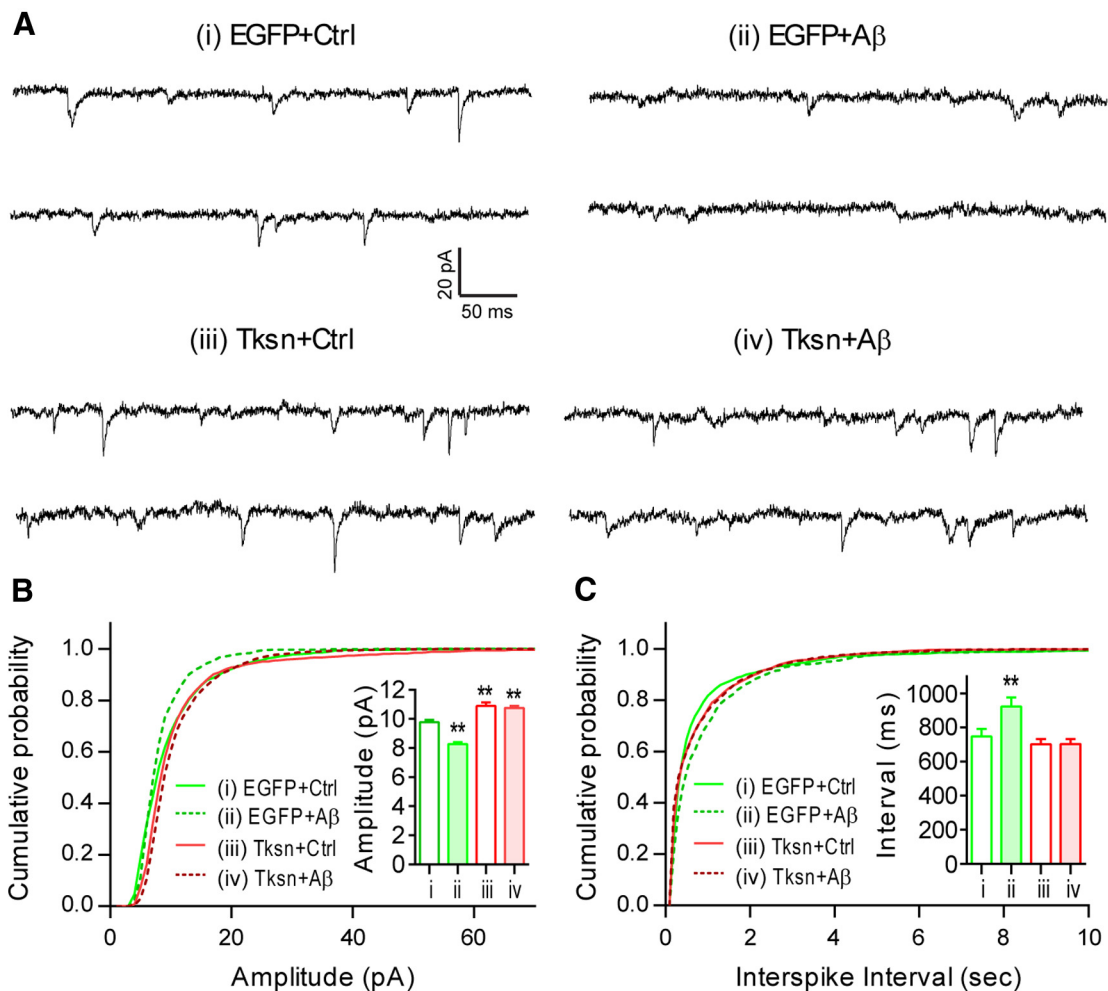 A
(i) EGFP+Ctrl
(ii) EGFP+Aβ
20 pA
50 ms
(iii) Tksn+Ctrl
(iv) Tksn+Aβ
B
Cumulative probability
1.0
0.8
0.6
0.4
0.2
0.0
0
20
40
60
Amplitude (pA)
(i) EGFP+Ctrl
(ii) EGFP+Aβ
(iii) Tksn+Ctrl
(iv) Tksn+Aβ
Amplitude (pA)
12
10
8
6
4
2
0
**
**
**
i
ii
iii
iv
C
Cumulative probability
1.0
0.8
0.6
0.4
0.2
0.0
0
2
4
6
8
10
Interspike Interval (sec)
(i) EGFP+Ctrl
(ii) EGFP+Aβ
(iii) Tksn+Ctrl
(iv) Tksn+Aβ
Interval (ms)
1000
800
600
400
200
0
**
i
ii
iii
iv